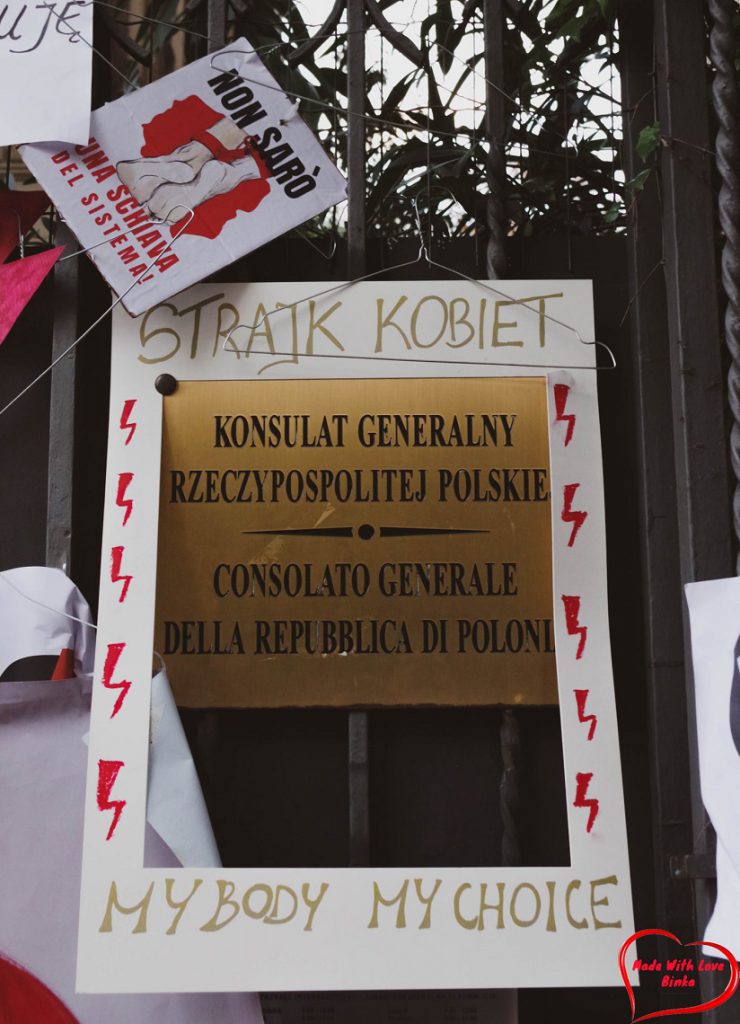 UJĘ
NON SARÒ
UNA SCHIAVA
DEL SISTEMA!
STRAJK KOBIET
KONSULAT GENERALNY
RZECZYPOSPOLITEJ POLSKIE
CONSOLATO GENERALE
DELLA REPUBBLICA DI POLONI
MY BODY MY CHOICE
Made With Love
Binka